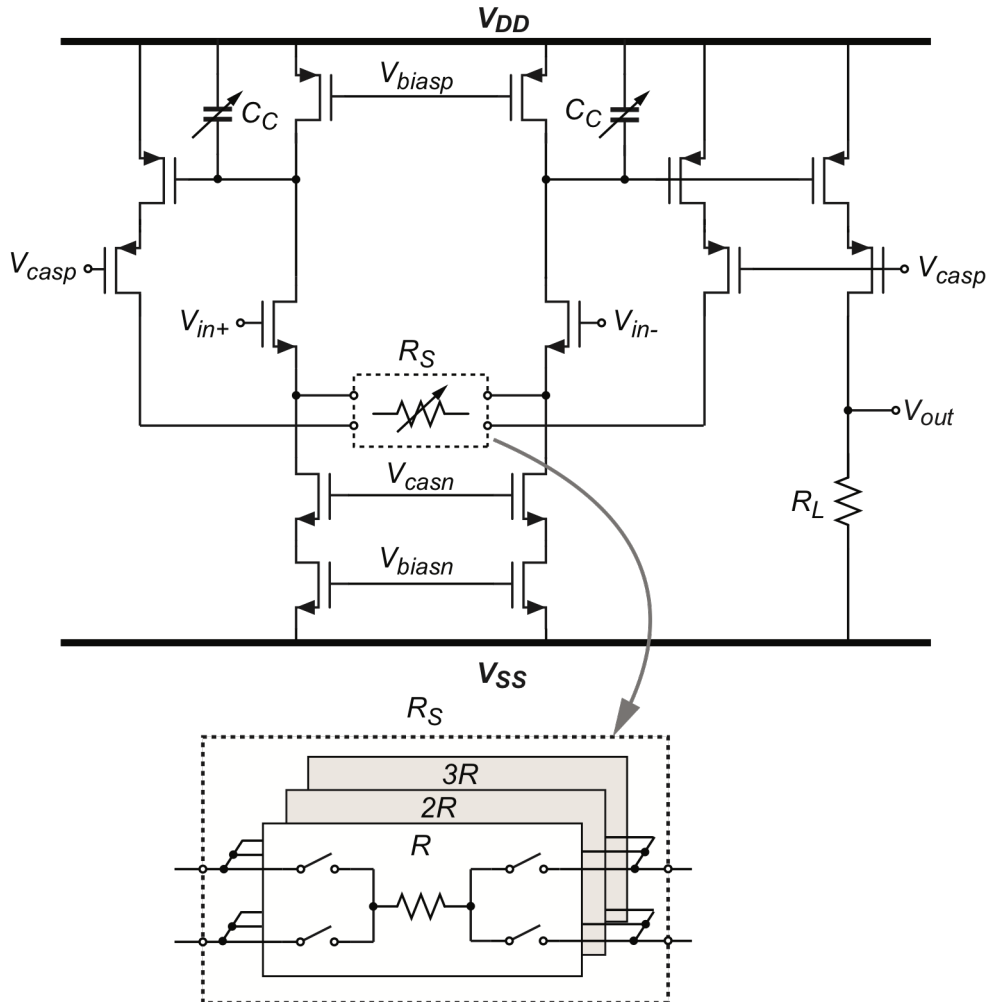 VDD
Vbiasp
CC
CC
Vcasp
Vcasp
Vin+
Vin-
RS
Vout
Vcasn
RL
Vbiasn
VSS
RS
3R
2R
R